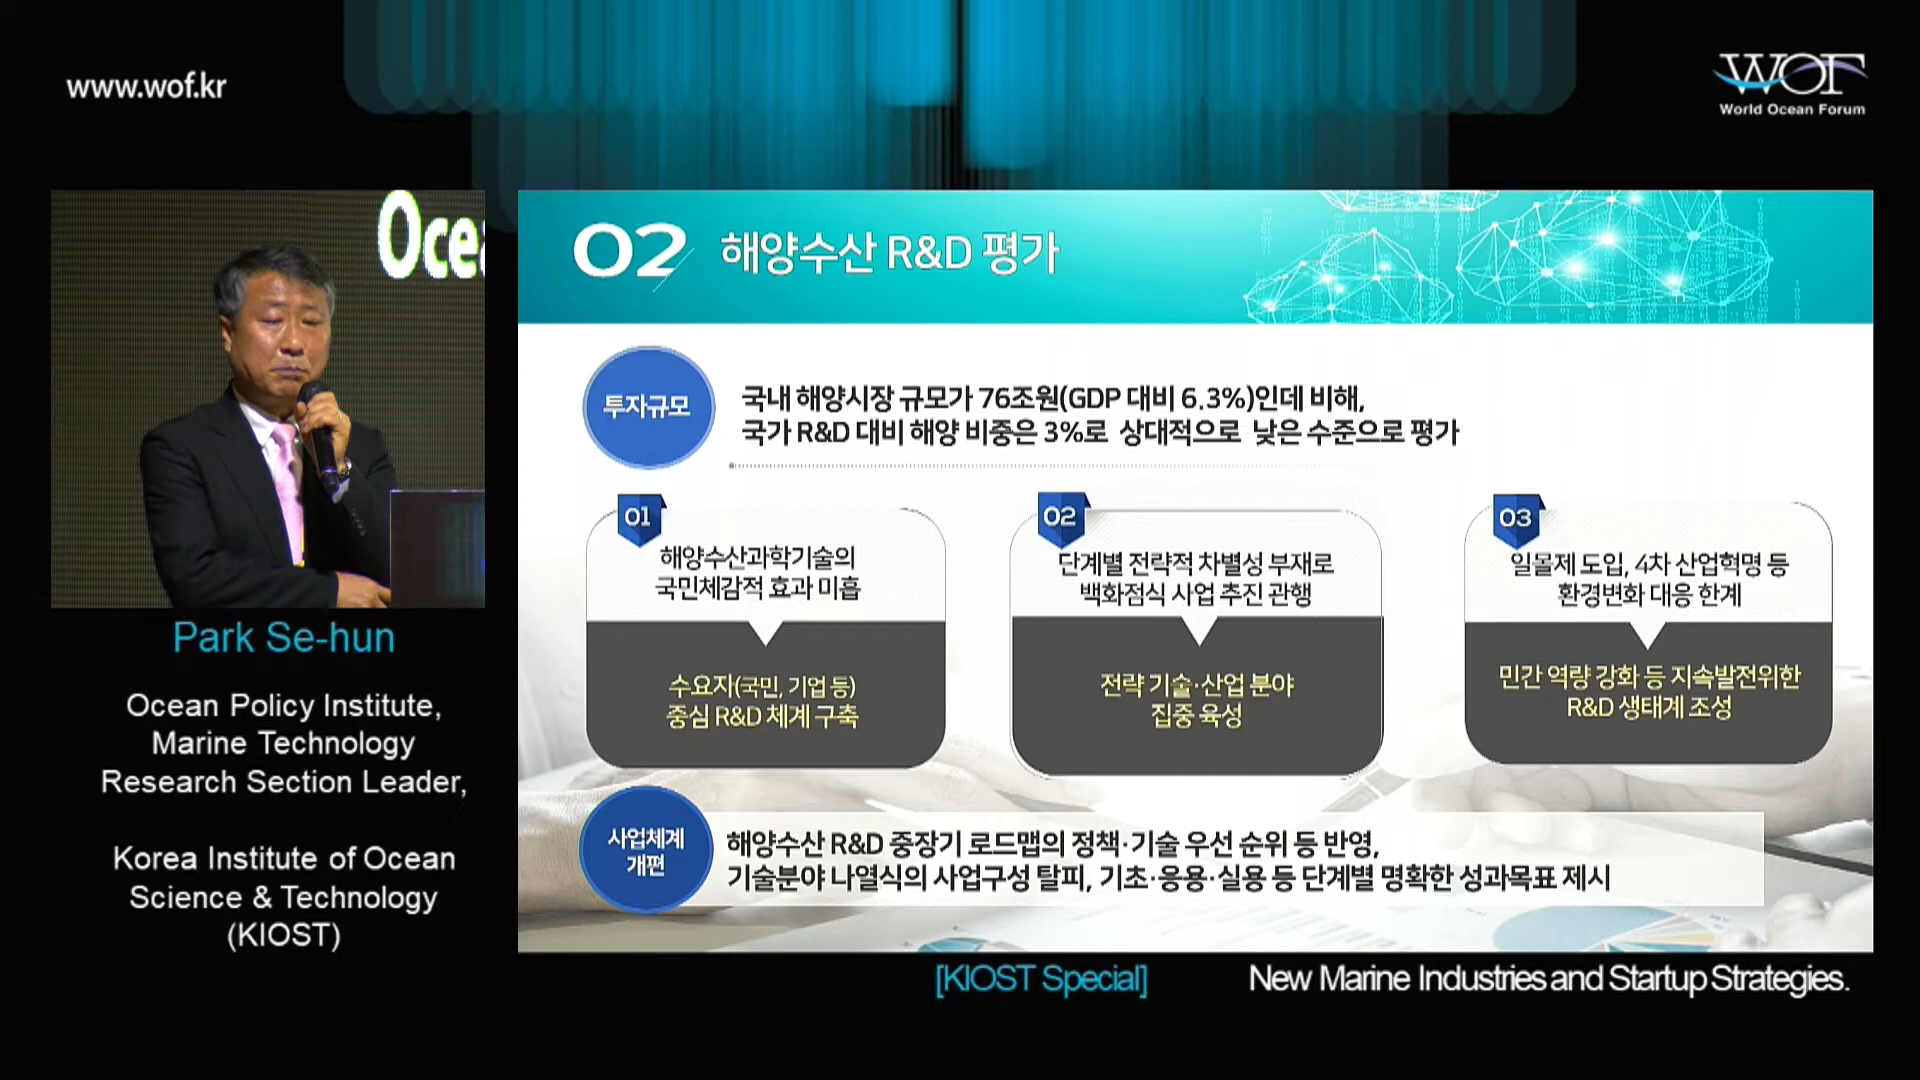 www.wof.kr
WOF
World Ocean Forum
Ocea
02 해양수산 R&D 평가
투자규모
국내 해양시장 규모가 76조원(GDP 대비 6.3%)인데 비해,
국가 R&D 대비 해양 비중은 3%로 상대적으로 낮은 수준으로 평가
01
해양수산과학기술의
국민체감적 효과 미흡
수요자(국민, 기업 등)
중심 R&D 체계 구축
02
단계별 전략적 차별성 부재로
백화점식 사업 추진 관행
전략 기술·산업 분야
집중 육성
03
일몰제 도입, 4차 산업혁명 등
환경변화 대응 한계
민간 역량 강화 등 지속발전위한
R&D 생태계 조성
사업체계
개편
해양수산 R&D 중장기 로드맵의 정책·기술 우선 순위 등 반영,
기술분야 나열식의 사업구성 탈피, 기초·응용·실용 등 단계별 명확한 성과목표 제시
Park Se-hun
Ocean Policy Institute,
Marine Technology
Research Section Leader,
Korea Institute of Ocean
Science & Technology
(KIOST)
[KIOST Special] New Marine Industries and Startup Strategies.